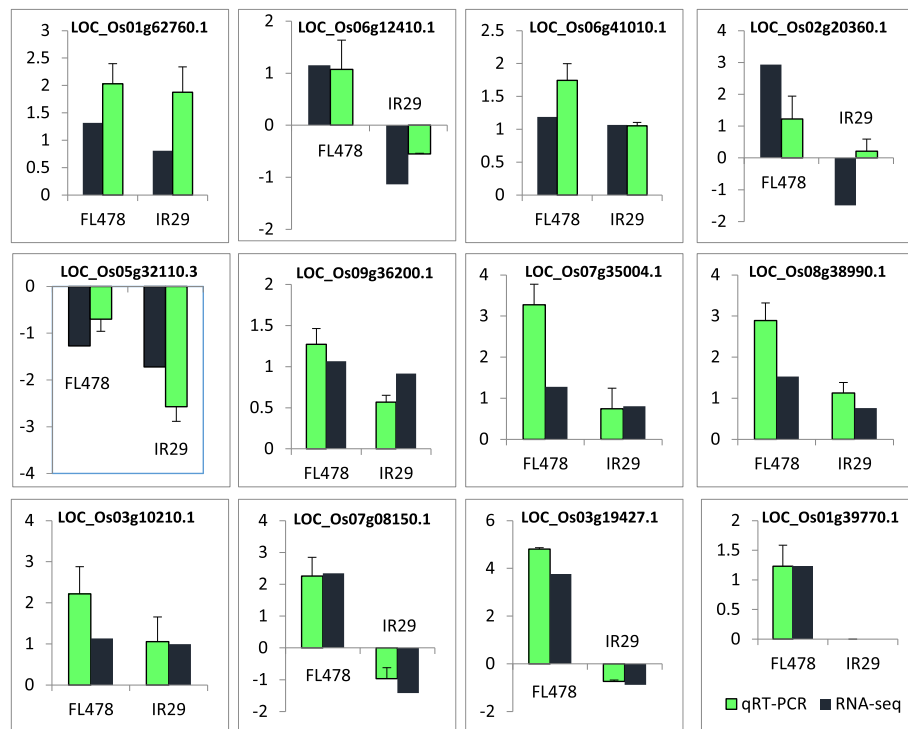 LOC_Os01g62760.1
3
2.5
2
1.5
1
0.5
0
FL478 IR29
LOC_Os06g12410.1
2
1
0
-1
-2
IR29
FL478
LOC_Os06g41010.1
2.5
2
1.5
1
0.5
0
FL478 IR29
LOC_Os02g20360.1
4
3
2
1
0
-1
-2
IR29
FL478
LOC_Os05g32110.3
0
-1
-2
-3
-4
FL478
IR29
LOC_Os09g36200.1
2
1.5
1
0.5
0
FL478 IR29
LOC_Os07g35004.1
4
3
2
1
0
FL478 IR29
LOC_Os08g38990.1
4
3
2
1
0
FL478 IR29
LOC_Os03g10210.1
4
3
2
1
0
FL478 IR29
LOC_Os07g08150.1
4
3
2
1
0
-1
-2
IR29
FL478
LOC_Os03g19427.1
6
4
2
0
-2
IR29
FL478
LOC_Os01g39770.1
2
1.5
1
0.5
0
FL478 IR29
qRT-PCR RNA-seq